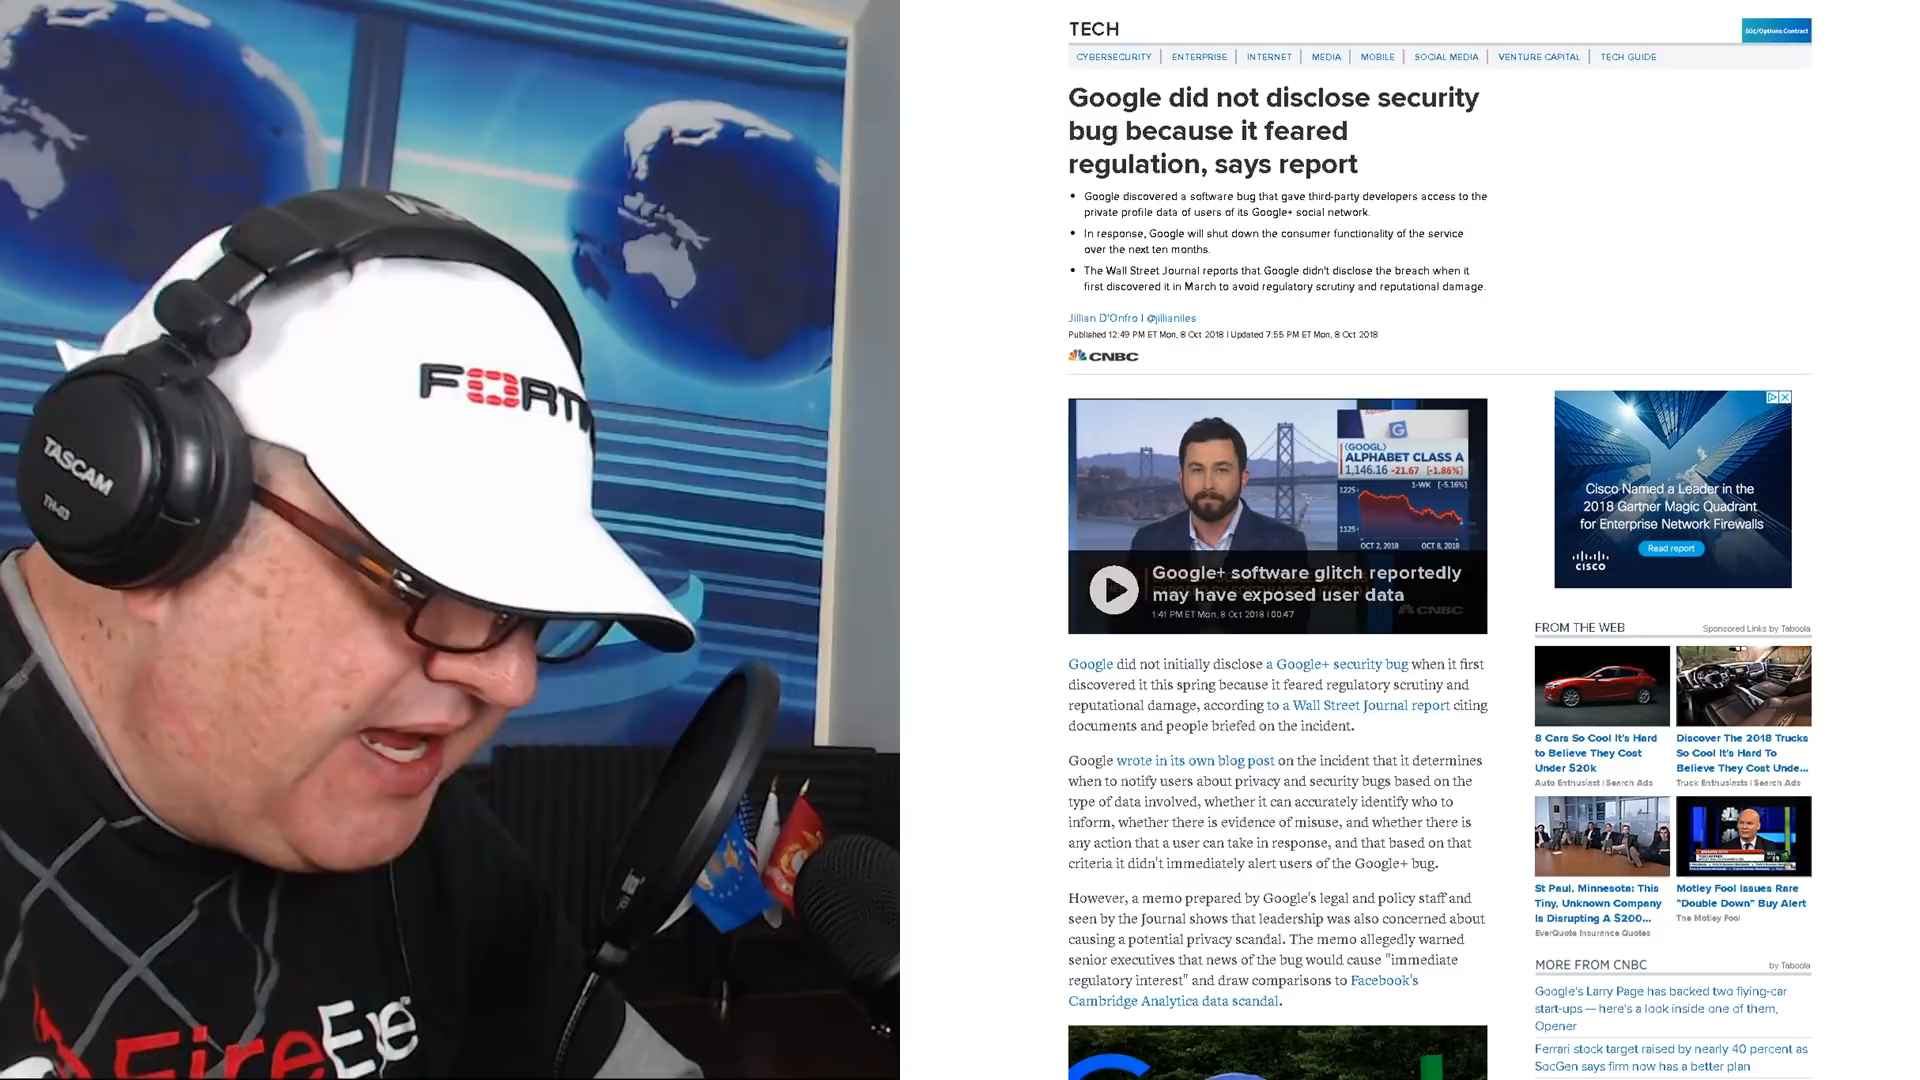 TASCAM
TH-03
FireEye
TECH
50¢/Options Contract
CYBERSECURITY
ENTERPRISE
INTERNET
MEDIA
MOBILE
SOCIAL MEDIA
VENTURE CAPITAL
TECH GUIDE
Google did not disclose security
bug because it feared
regulation, says report
• Google discovered a software bug that gave third-party developers access to the
private profile data of users of its Google+ social network.
• In response, Google will shut down the consumer functionality of the service
over the next ten months.
• The Wall Street Journal reports that Google didn't disclose the breach when it
first discovered it in March to avoid regulatory scrutiny and reputational damage.
Jillian D'Onfro | @jillianiles
Published 12:49 PM ET Mon, 8 Oct 2018 | Updated 7:55 PM ET Mon, 8 Oct 2018
CNBC
Alphabet
G
(GOOGL)
ALPHABET CLASS A
1,146.16 -21.67 [-1.86%]
1-WK [-5.16%]
1225
1125
OCT 2, 2018 OCT 8, 2018
Google+ software glitch reportedly
may have exposed user data
1:41 PM ET Mon, 8 Oct 2018 | 00:47
CNBC
Google did not initially disclose a Google+ security bug when it first
discovered it this spring because it feared regulatory scrutiny and
reputational damage, according to a Wall Street Journal report citing
documents and people briefed on the incident.
Google wrote in its own blog post on the incident that it determines
when to notify users about privacy and security bugs based on the
type of data involved, whether it can accurately identify who to
inform, whether there is evidence of misuse, and whether there is
any action that a user can take in response, and that based on that
criteria it didn't immediately alert users of the Google+ bug.
However, a memo prepared by Google's legal and policy staff and
seen by the Journal shows that leadership was also concerned about
causing a potential privacy scandal. The memo allegedly warned
senior executives that news of the bug would cause "immediate
regulatory interest" and draw comparisons to Facebook's
Cambridge Analytica data scandal.
Cisco Named a Leader in the
2018 Gartner Magic Quadrant
for Enterprise Network Firewalls
Read report
CISCO
FROM THE WEB
Sponsored Links by Taboola
8 Cars So Cool It's Hard
to Believe They Cost
Under $20k
Auto Enthusiast | Search Ads
Discover The 2018 Trucks
So Cool It's Hard To
Believe They Cost Unde...
Truck Enthusiasts | Search Ads
St Paul, Minnesota: This
Tiny, Unknown Company
Is Disrupting A $200...
EverQuote Insurance Quotes
Motley Fool Issues Rare
"Double Down" Buy Alert
The Motley Fool
MORE FROM CNBC
by Taboola
Google's Larry Page has backed two flying-car
start-ups — here's a look inside one of them,
Opener
Ferrari stock target raised by nearly 40 percent as
SocGen says firm now has a better plan